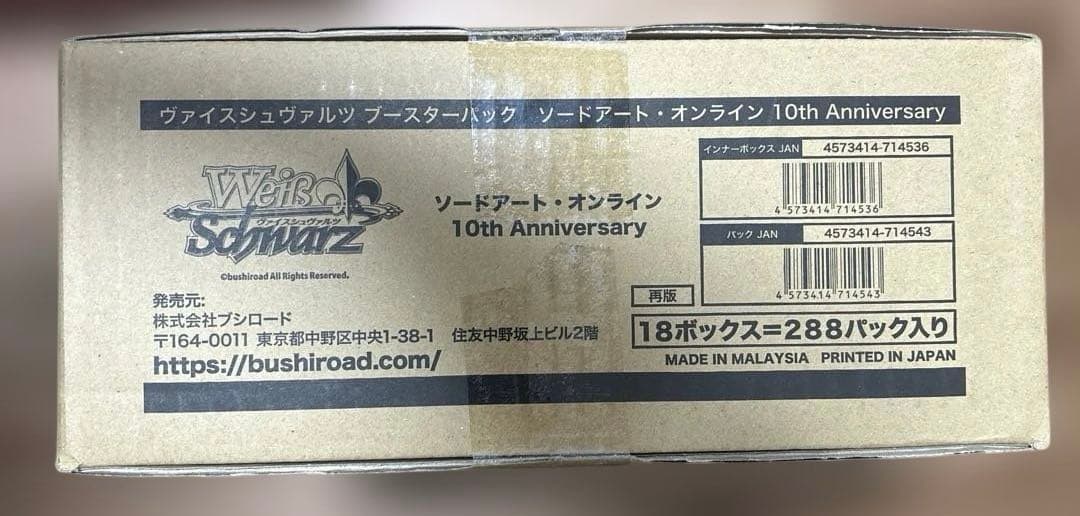 ヴァイスシュヴァルツ ブースターパック　ソードアート・オンライン 10th Anniversary
Weiß
ヴァイスシュヴァルツ
Schwarz
©bushiroad All Rights Reserved.
ソードアート・オンライン
10th Anniversary
インナーボックス JAN 4573414-714536
4 573414 714536
パック JAN 4573414-714543
4 573414 714543
発売元:
株式会社ブシロード
〒164-0011 東京都中野区中央1-38-1　住友中野坂上ビル2階
https://bushiroad.com/
再版
18ボックス=288パック入り
MADE IN MALAYSIA PRINTED IN JAPAN